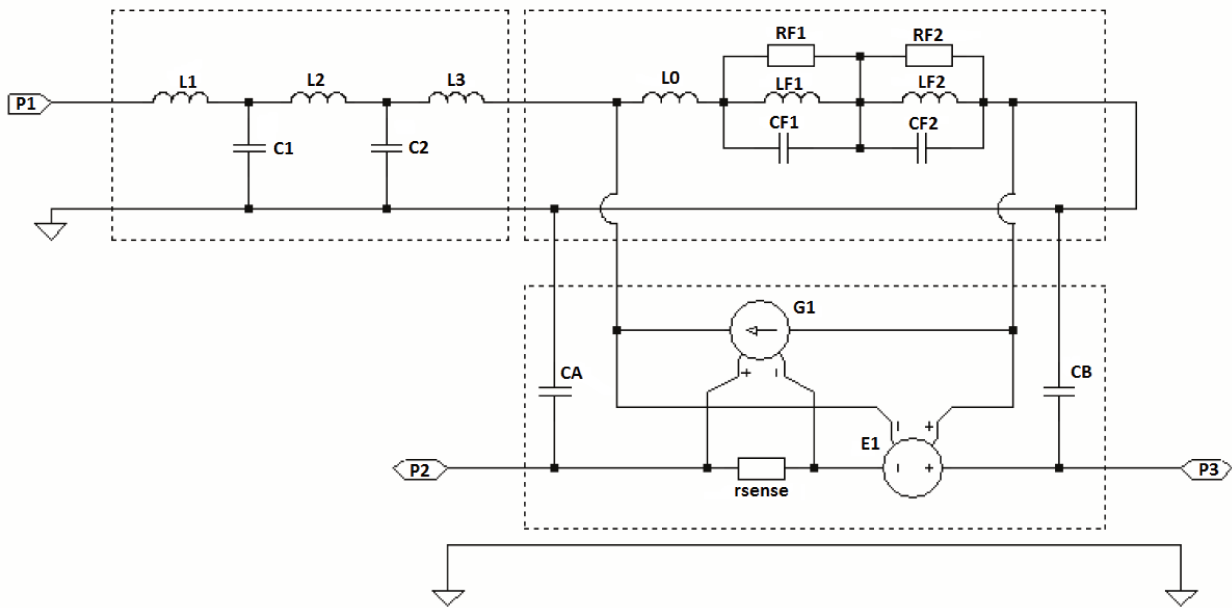 RF1 RF2
L1 L2 L3 L0 LF1 LF2
P1
CF1 CF2
C1 C2
G1
+ –
CA CB
– +
E1
P2 – + P3
rsense